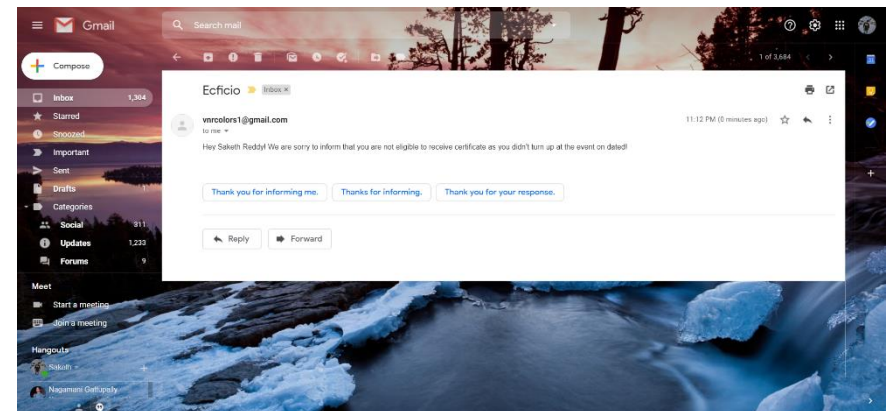 Gmail
Search mail
Compose
1 of 3,684
Inbox 1,304
Starred
Snoozed
Important
Sent
Drafts 1
Categories
Social 311
Updates 1,233
Forums 9
Meet
Start a meeting
Join a meeting
Hangouts
Saketh
Nagamani Gattupally
Ecficio Inbox ×
vnrcolors1@gmail.com 11:12 PM (0 minutes ago)
to me
Hey Saketh Reddy! We are sorry to inform that you are not eligible to receive certificate as you didn't turn up at the event on dated!
Thank you for informing me. Thanks for informing. Thank you for your response.
Reply Forward